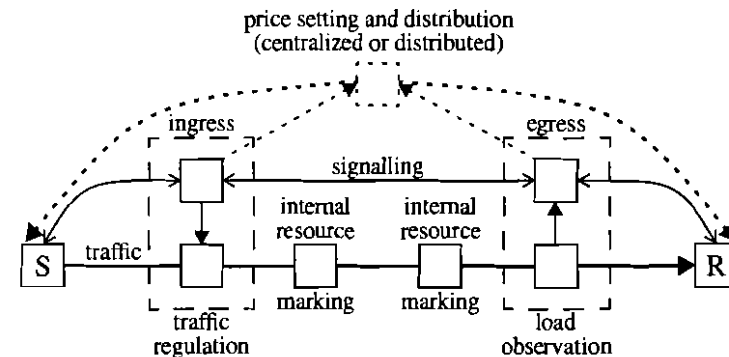 price setting and distribution
(centralized or distributed)
ingress
egress
signalling
internal
resource
internal
resource
S
traffic
R
marking
marking
traffic
regulation
load
observation